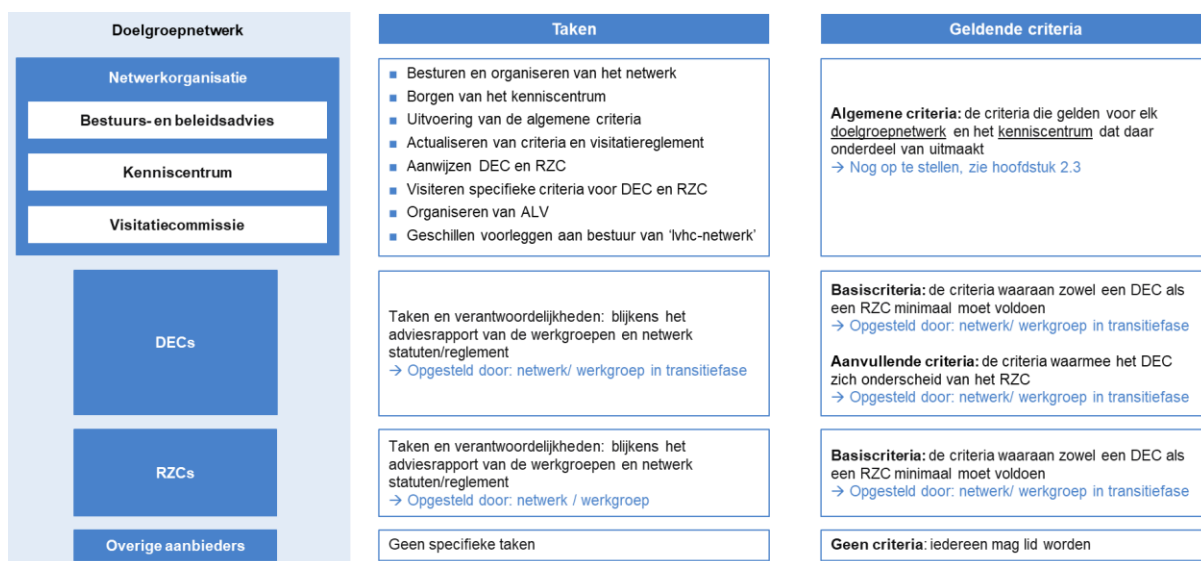 Doelgroepnetwerk
Taken
Geldende criteria
Netwerkorganisatie
Bestuurs- en beleidsadvies
Kenniscentrum
Visitatiecommissie
Besturen en organiseren van het netwerk
Borgen van het kenniscentrum
Uitvoering van de algemene criteria
Actualiseren van criteria en visitatiereglement
Aanwijzen DEC en RZC
Visiteren specifieke criteria voor DEC en RZC
Organiseren van ALV
Geschillen voorleggen aan bestuur van ‘lvhc-netwerk’
Algemene criteria: de criteria die gelden voor elk
doelgroepnetwerk en het kenniscentrum dat daar
onderdeel van uitmaakt
→ Nog op te stellen, zie hoofdstuk 2.3
DECs
Taken en verantwoordelijkheden: blijkens het
adviesrapport van de werkgroepen en netwerk
statuten/reglement
→ Opgesteld door: netwerk/ werkgroep in transitiefase
Basiscriteria: de criteria waaraan zowel een DEC als
een RZC minimaal moet voldoen
→ Opgesteld door: netwerk/ werkgroep in transitiefase
Aanvullende criteria: de criteria waarmee het DEC
zich onderscheid van het RZC
→ Opgesteld door: netwerk/ werkgroep in transitiefase
RZCs
Taken en verantwoordelijkheden: blijkens het
adviesrapport van de werkgroepen en netwerk
statuten/reglement
→ Opgesteld door: netwerk / werkgroep
Basiscriteria: de criteria waaraan zowel een DEC als
een RZC minimaal moet voldoen
→ Opgesteld door: netwerk/ werkgroep in transitiefase
Overige aanbieders
Geen specifieke taken
Geen criteria: iedereen mag lid worden